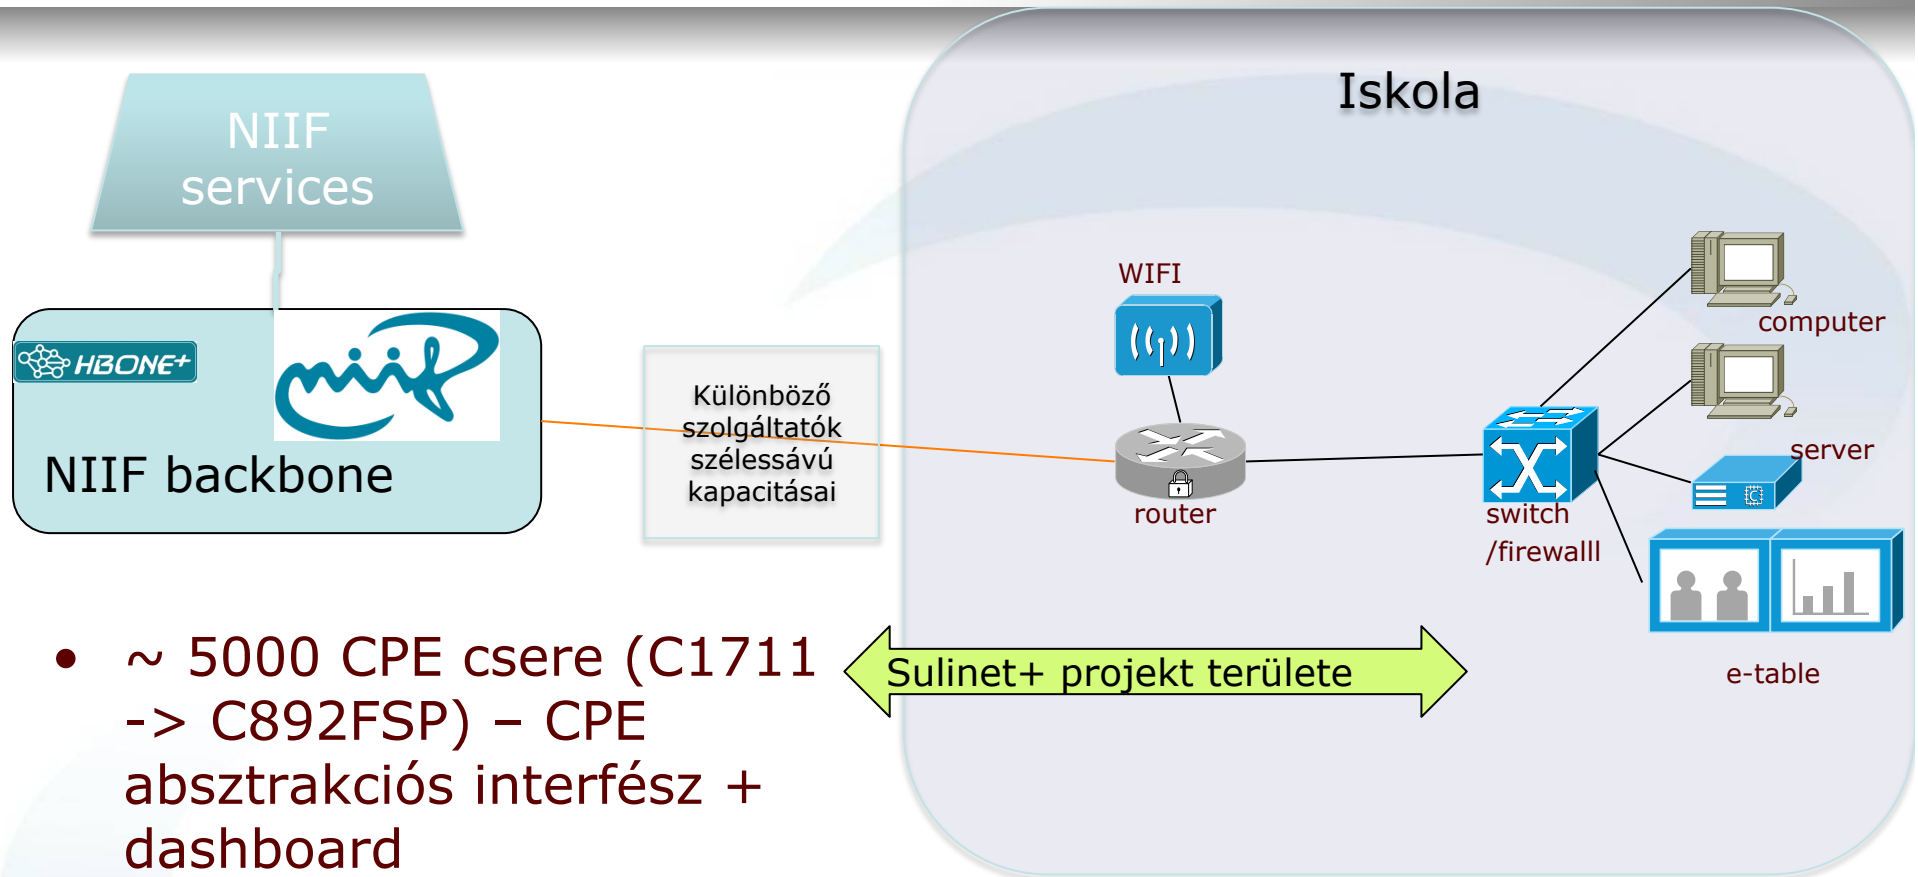 Iskola
NIIF
services
HBONE+
niif
NIIF backbone
Különböző
szolgáltatók
szélessávú
kapacitásai
WIFI
router
switch
/firewalll
computer
server
C
e-table
Sulinet+ projekt területe
• ~ 5000 CPE csere (C1711
-> C892FSP) – CPE
absztrakciós interfész +
dashboard